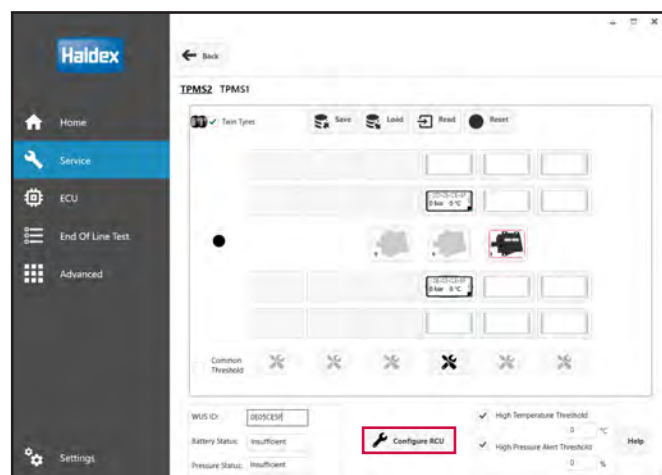 Haldex
Back
TPMS2 TPMS1
Home
Service
ECU
End Of Line Test
Advanced
Settings
Twin Tyres
Save
Load
Read
Reset
0 bar 0 °C
0 bar 0 °C
Common
Threshold
WUS ID: 0E05CE5F
Battery Status: Insufficient
Pressure Status: Insufficient
Configure RCU
High Temperature Threshold
0 °C
High Pressure Alert Threshold
0 %
Help